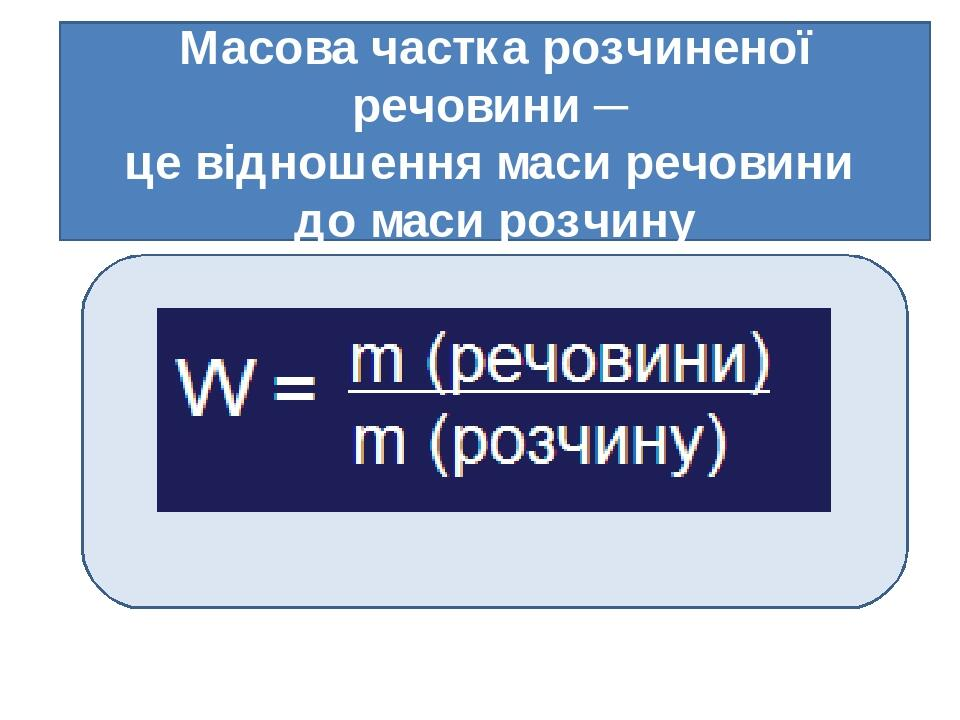 Масова частка розчиненої
речовини ─
це відношення маси речовини
до маси розчину
W = m (речовини)
m (розчину)